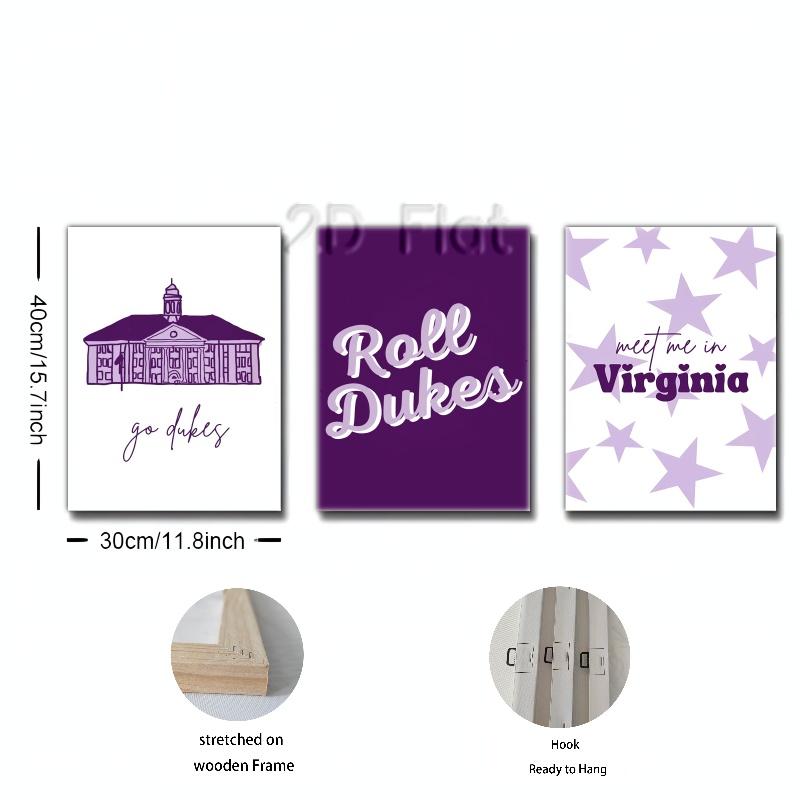 2D Flat
40cm/15.7inch
go dukes
Roll
Dukes
meet me in
Virginia
30cm/11.8inch
stretched on
wooden Frame
Hook
Ready to Hang